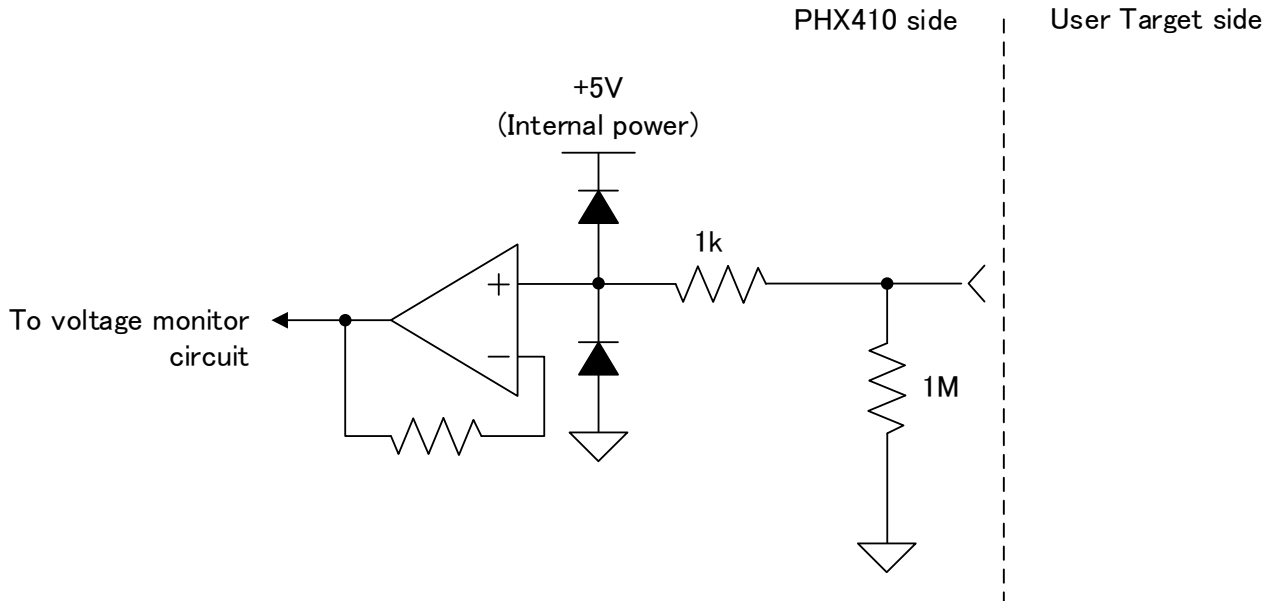 PHX410 side
User Target side
+5V
(Internal power)
1k
+
To voltage monitor
circuit
−
1M